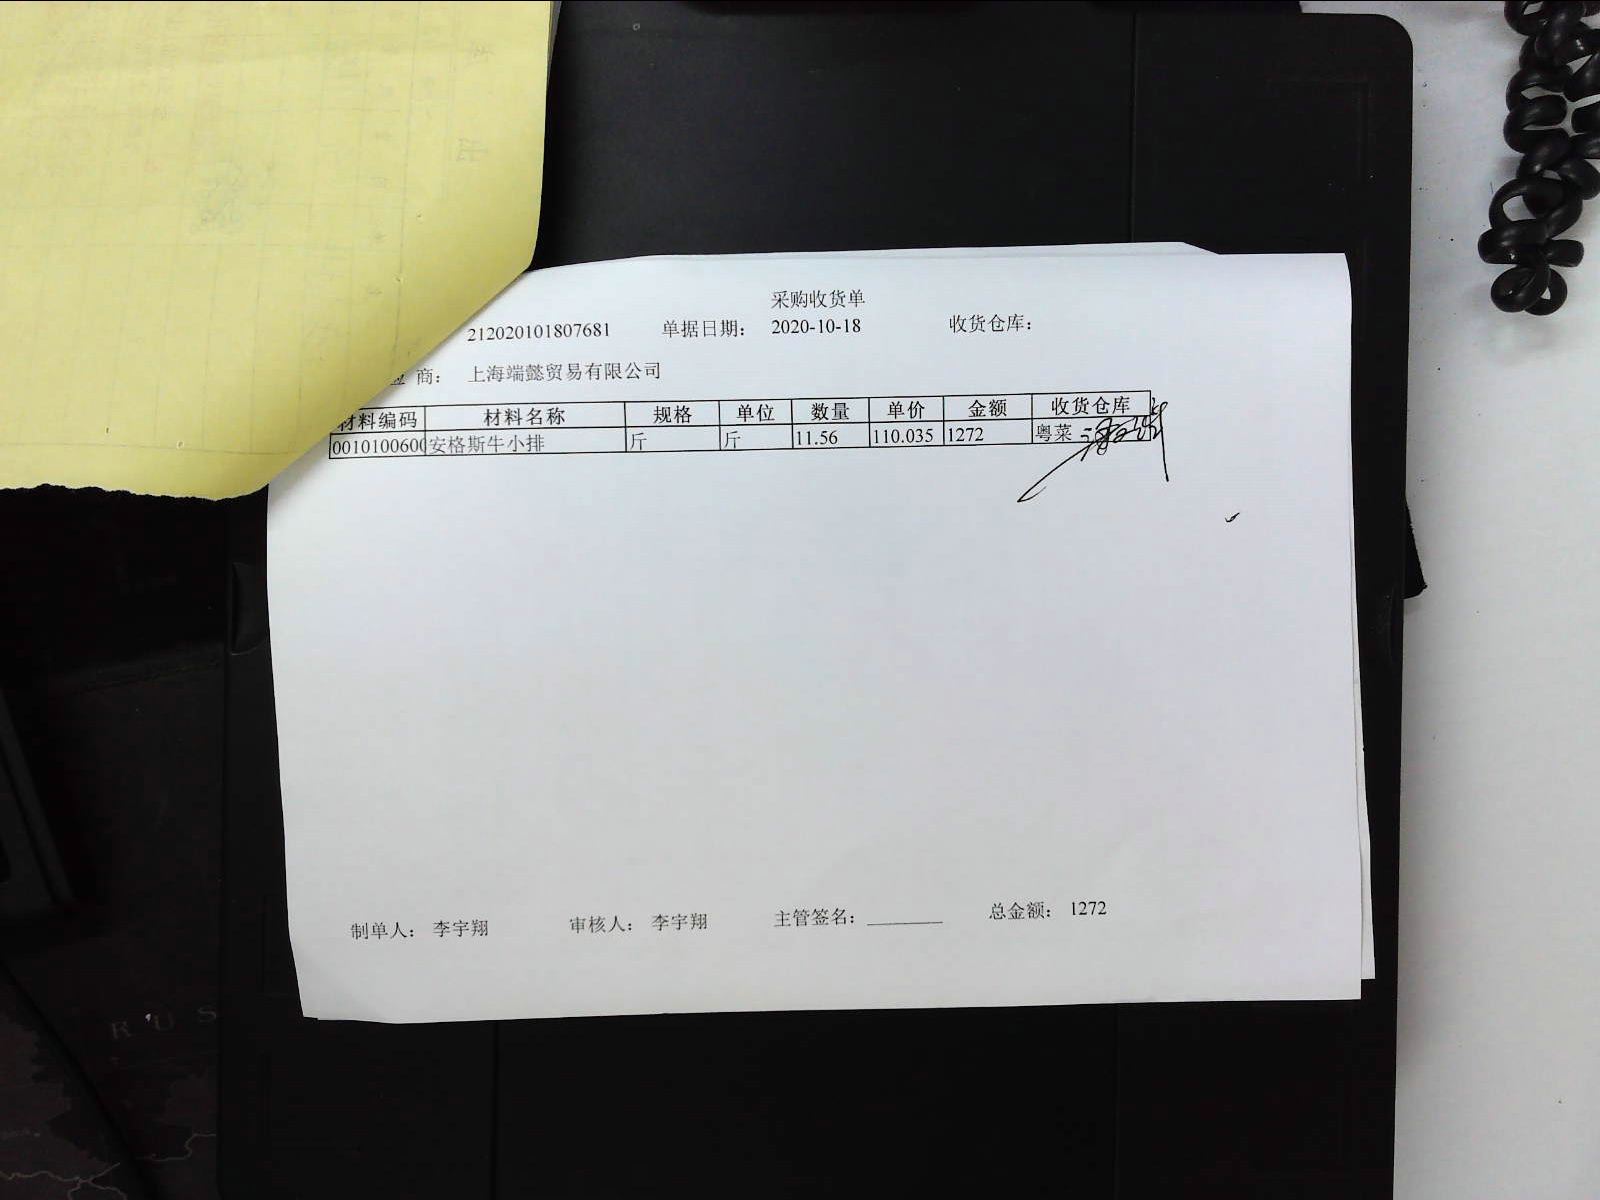 采购收货单
212020101807681 单据日期: 2020-10-18 收货仓库:
商: 上海端懿贸易有限公司
材料编码 材料名称 规格 单位 数量 单价 金额 收货仓库
0010100600 安格斯牛小排 斤 斤 11.56 110.035 1272 粤菜
制单人: 李宇翔 审核人: 李宇翔 主管签名: ________ 总金额: 1272
RUS